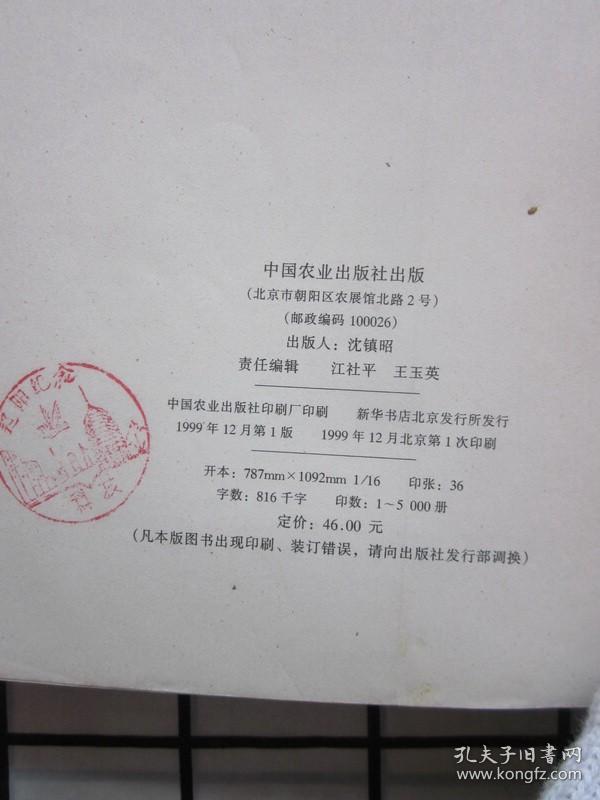 中国农业出版社出版
(北京市朝阳区农展馆北路2号)
(邮政编码 100026)
出版人：沈镇昭
责任编辑 江社平 王玉英
中国农业出版社印刷厂印刷 新华书店北京发行所发行
1999年12月第1版 1999年12月北京第1次印刷
开本：787mm×1092mm 1/16 印张：36
字数：816千字 印数：1～5 000册
定价：46.00 元
(凡本版图书出现印刷、装订错误，请向出版社发行部调换)
纪念
孔夫子旧书网
www.kongfz.com